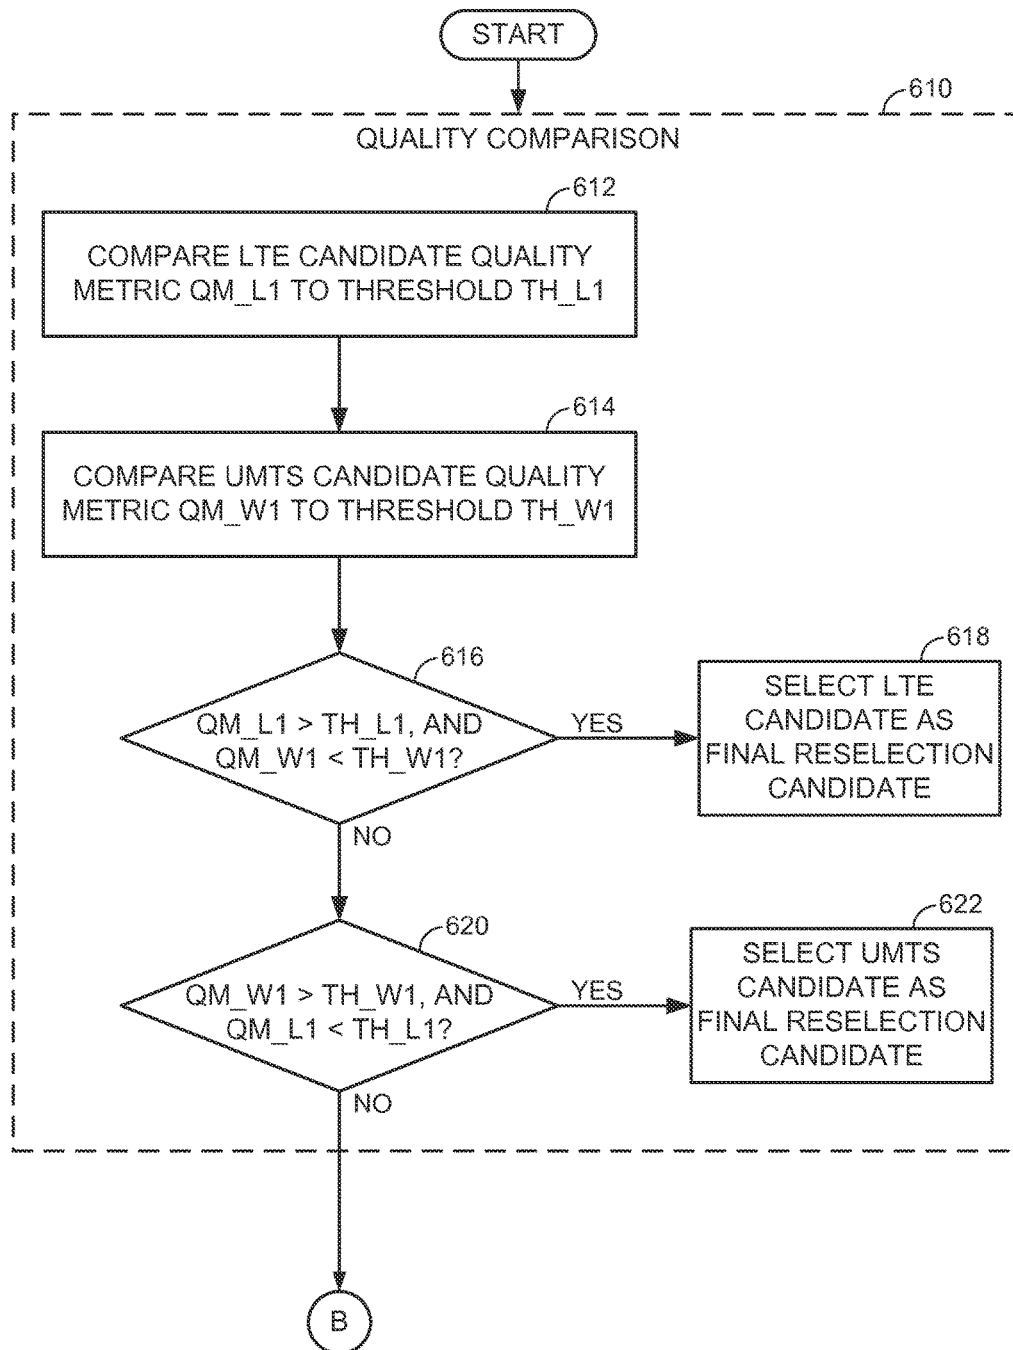 START
610
QUALITY COMPARISON
612
COMPARE LTE CANDIDATE QUALITY
METRIC QM_L1 TO THRESHOLD TH_L1
614
COMPARE UMTS CANDIDATE QUALITY
METRIC QM_W1 TO THRESHOLD TH_W1
616
QM_L1 > TH_L1, AND
QM_W1 < TH_W1?
YES
618
SELECT LTE
CANDIDATE AS
FINAL RESELECTION
CANDIDATE
NO
620
QM_W1 > TH_W1, AND
QM_L1 < TH_L1?
YES
622
SELECT UMTS
CANDIDATE AS
FINAL RESELECTION
CANDIDATE
NO
B